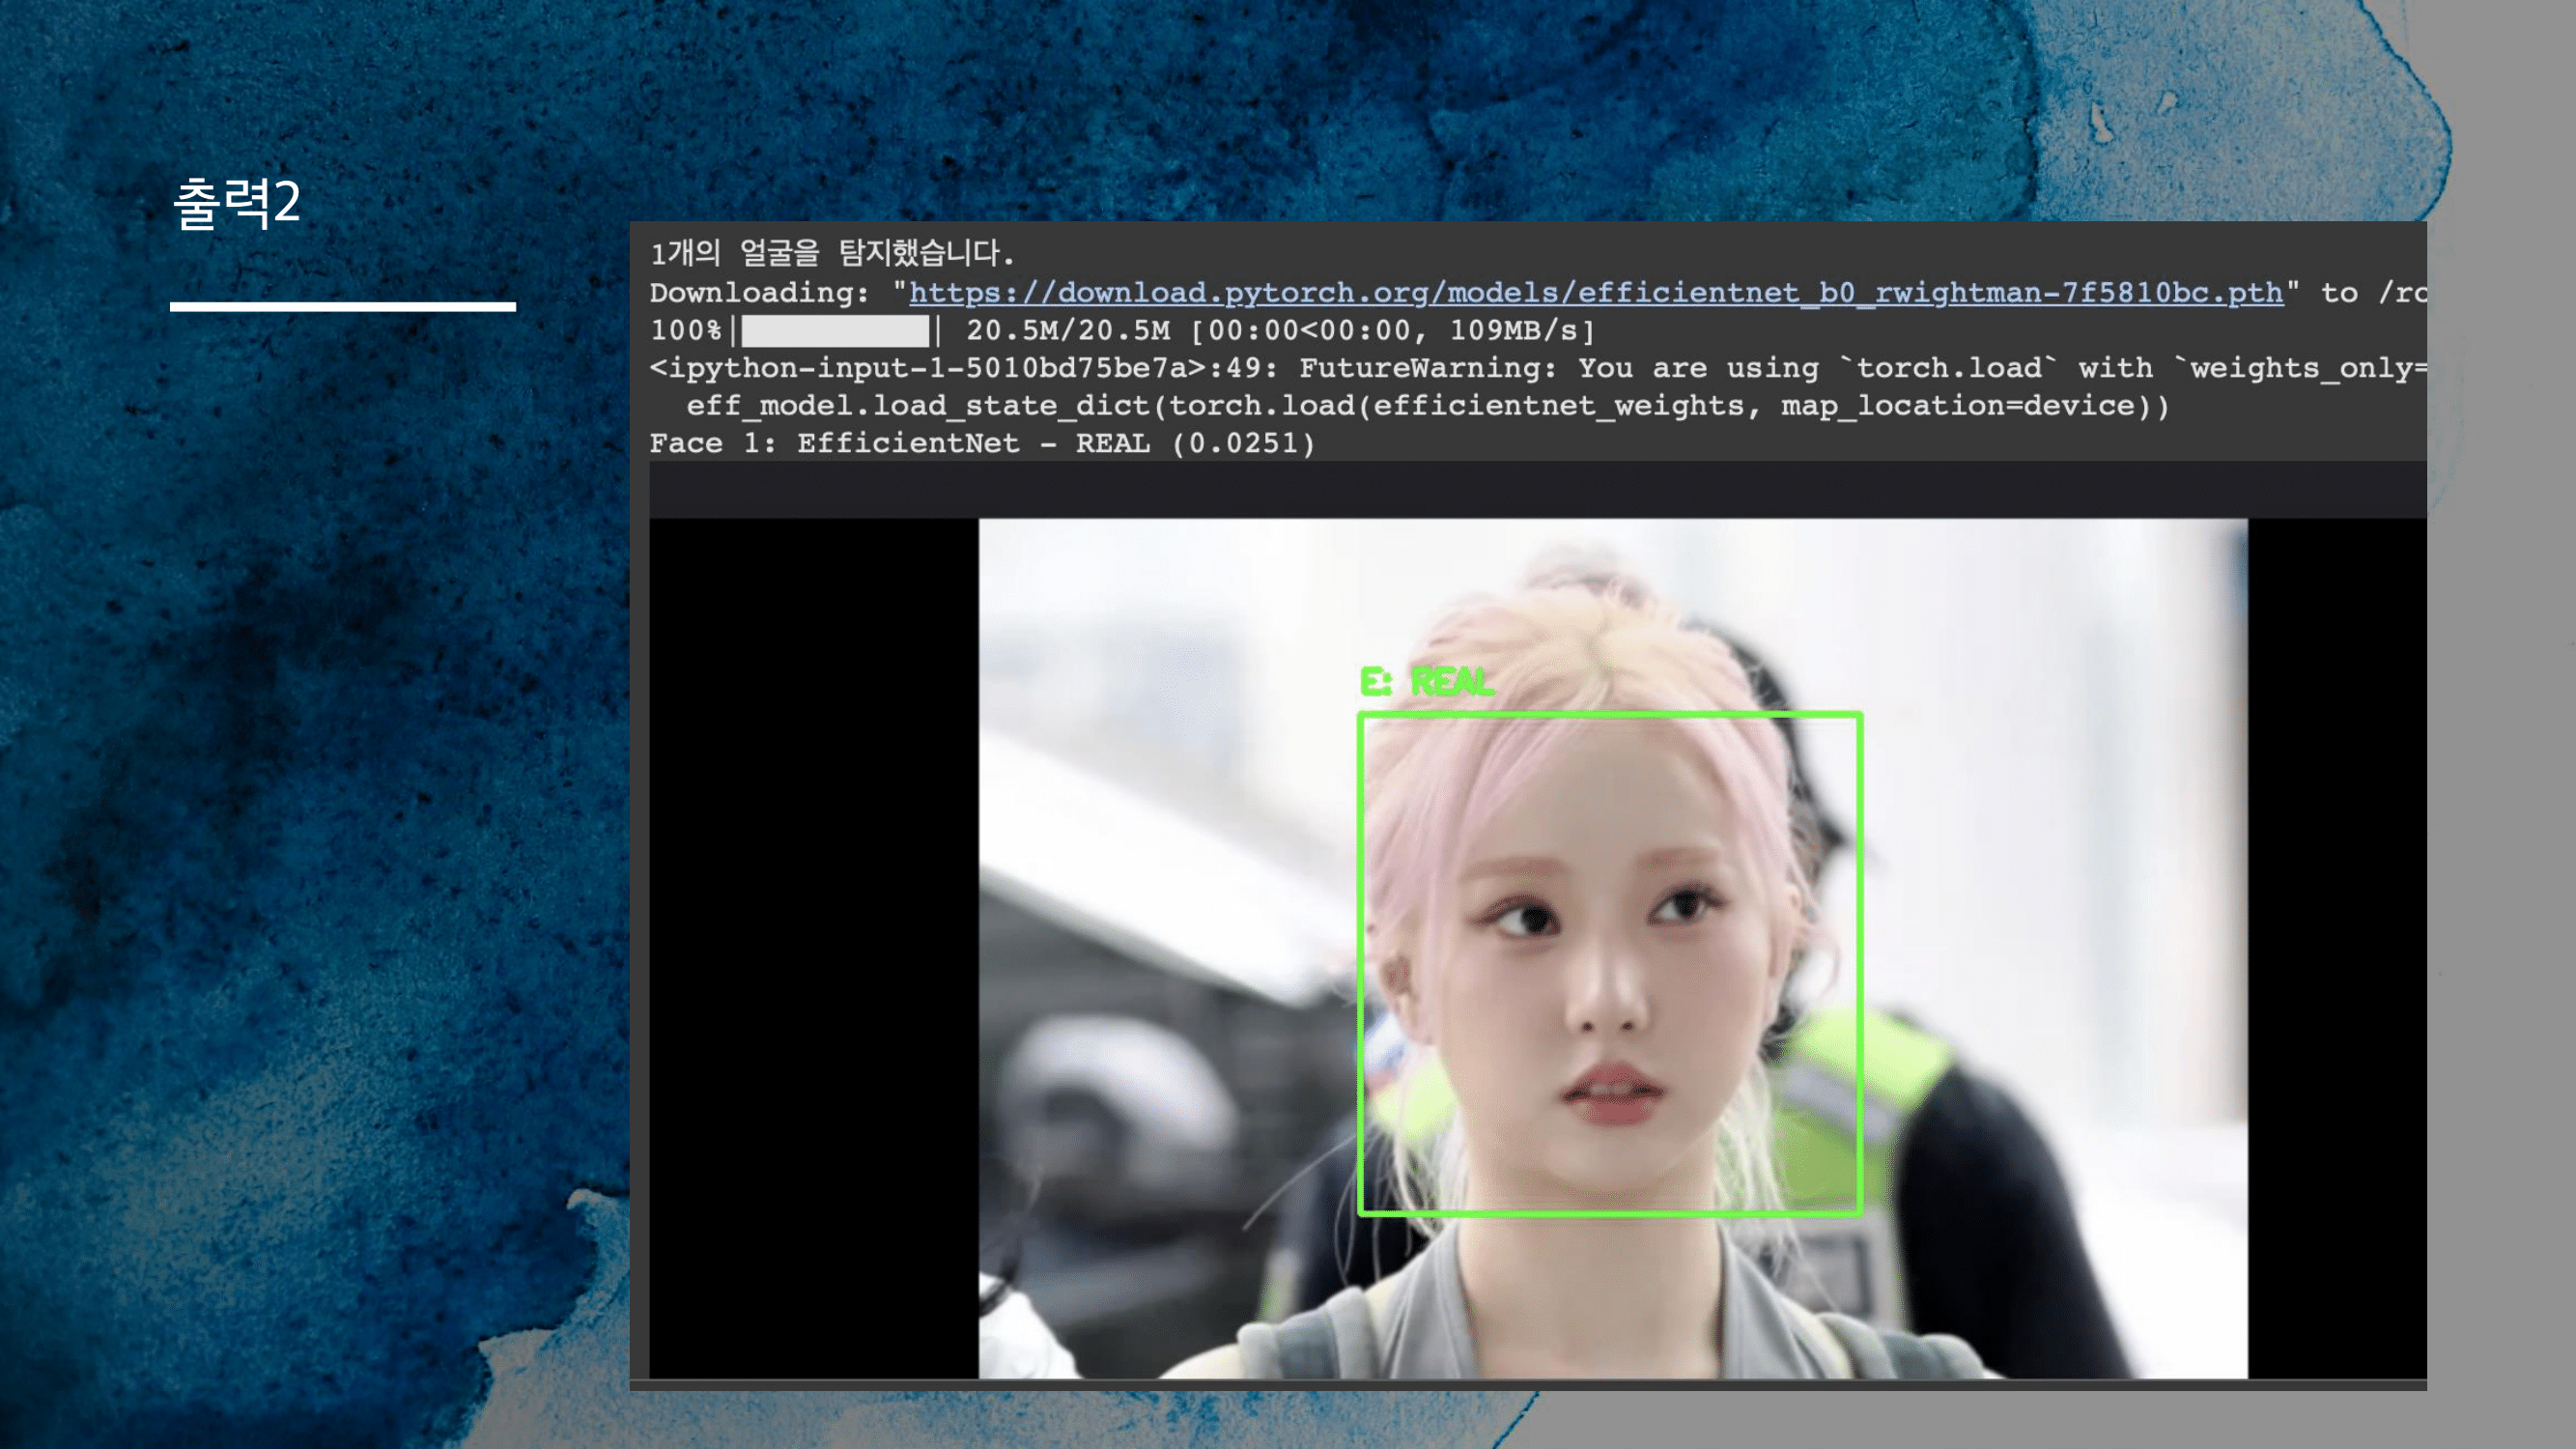 출력2
1개의 얼굴을 탐지했습니다.
Downloading: "https://download.pytorch.org/models/efficientnet_b0_rwightman-7f5810bc.pth" to /ro
100%| | 20.5M/20.5M [00:00<00:00, 109MB/s]
<ipython-input-1-5010bd75be7a>:49: FutureWarning: You are using `torch.load` with `weights_only=
eff_model.load_state_dict(torch.load(efficientnet_weights, map_location=device))
Face 1: EfficientNet - REAL (0.0251)
E: REAL